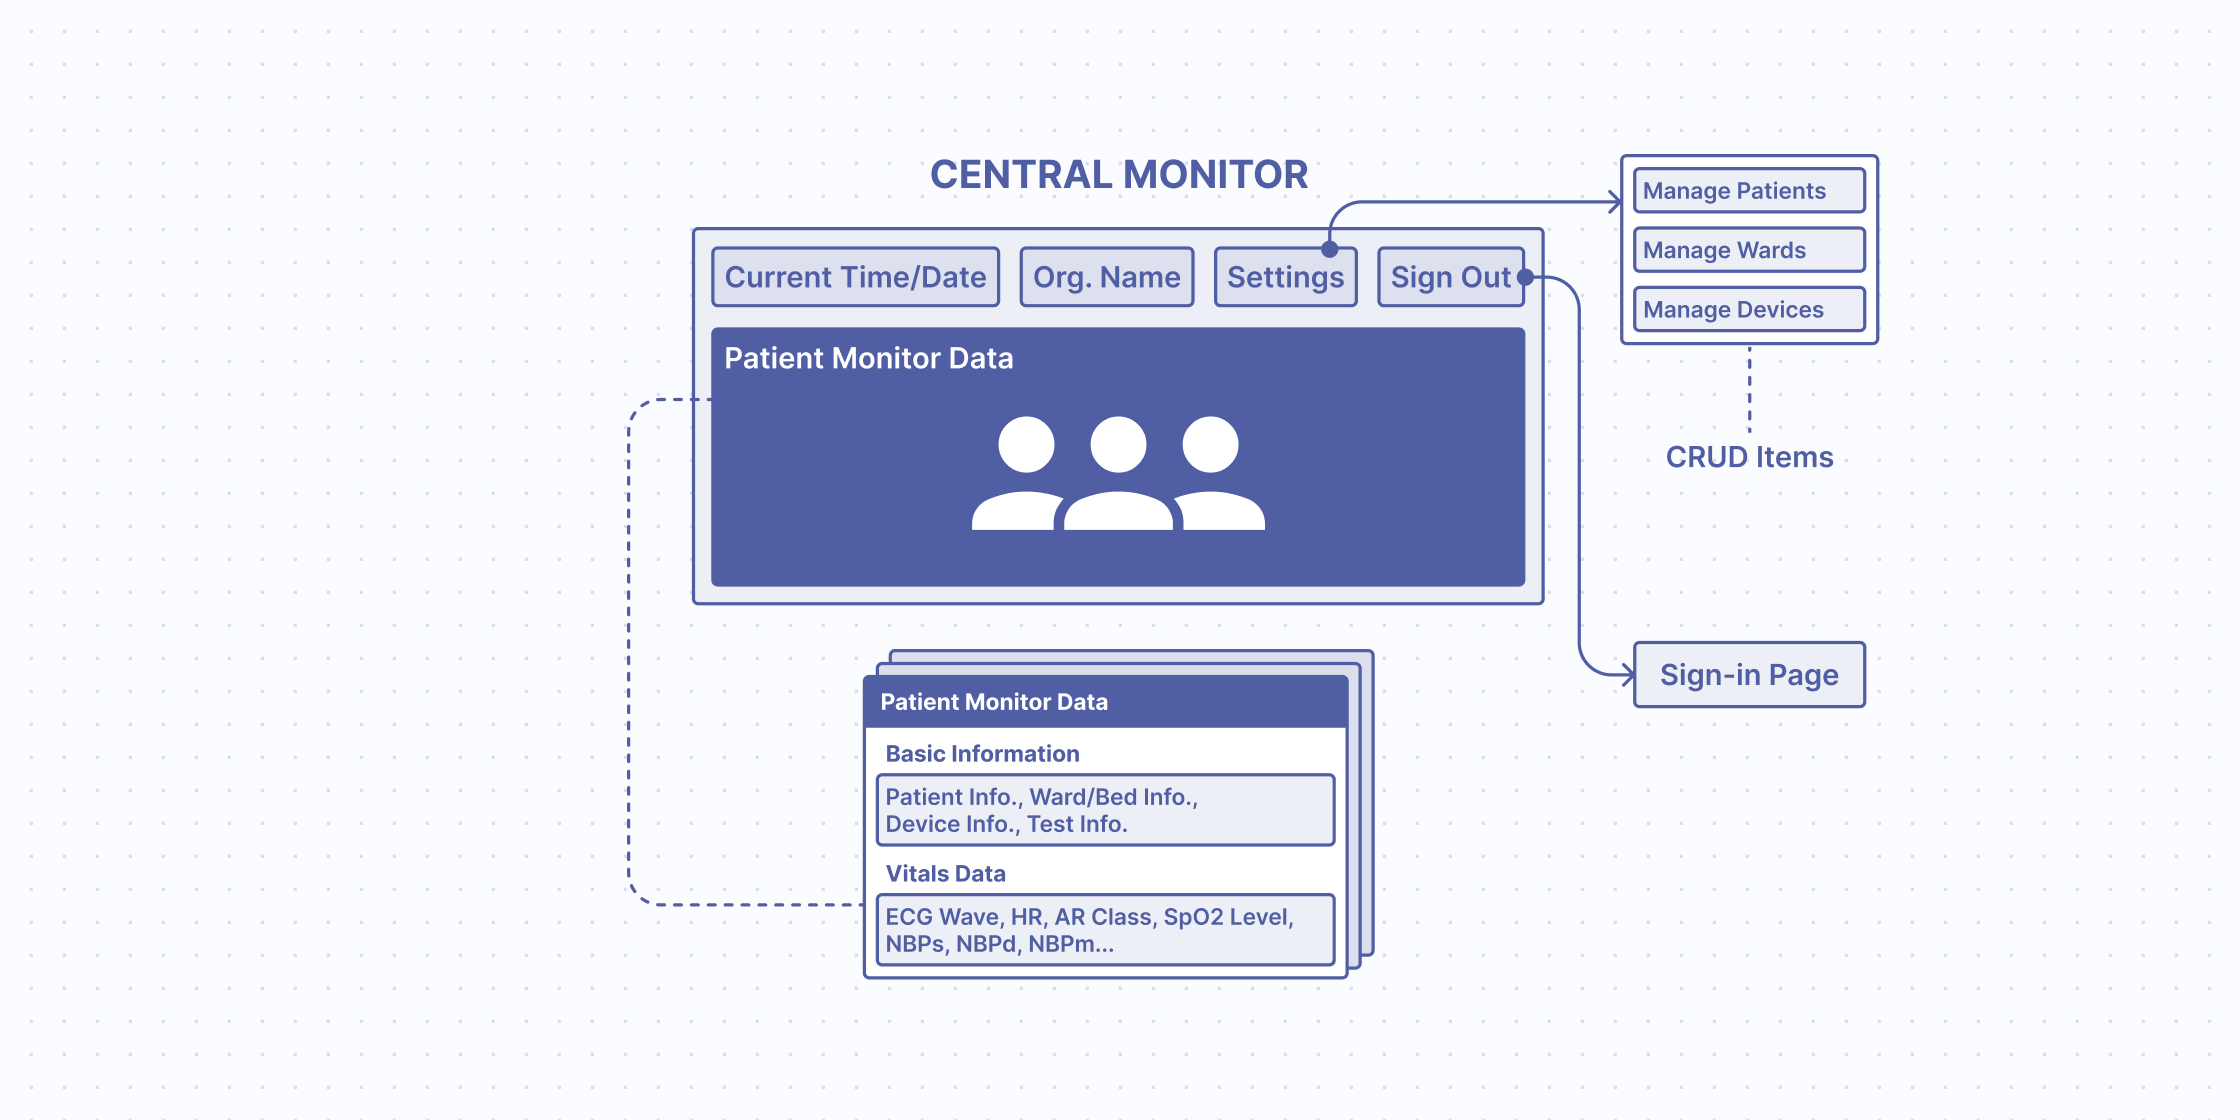 CENTRAL MONITOR
Current Time/Date
Org. Name
Settings
Sign Out
Patient Monitor Data
Manage Patients
Manage Wards
Manage Devices
CRUD Items
Sign-in Page
Patient Monitor Data
Basic Information
Patient Info., Ward/Bed Info.,
Device Info., Test Info.
Vitals Data
ECG Wave, HR, AR Class, SpO2 Level,
NBPs, NBPd, NBPm...